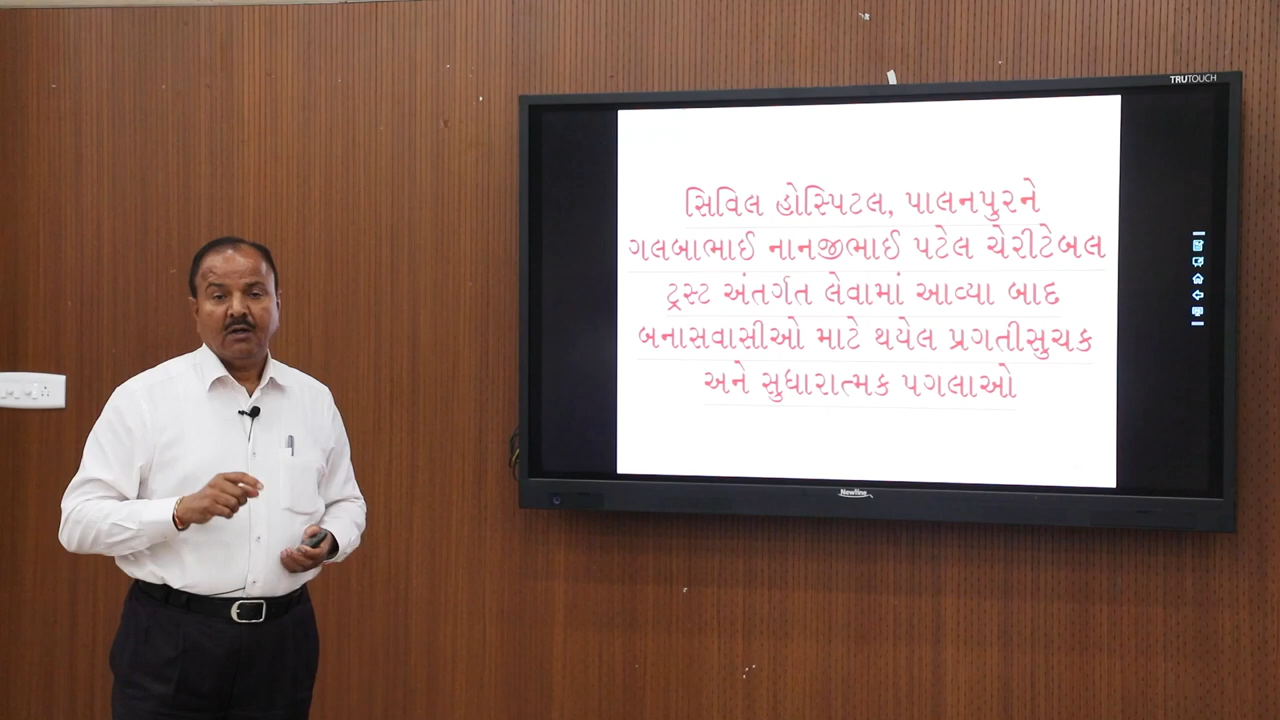 TRUTOUCH
સિવિલ હોસ્પિટલ, પાલનપુરને
ગલબાભાઈ નાનજીભાઈ પટેલ ચેરીટેબલ
ટ્રસ્ટ અંતર્ગત લેવામાં આવ્યા બાદ
બનાસવાસીઓ માટે થયેલ પ્રગતીસુચક
અને સુધારાત્મક પગલાઓ
Newline